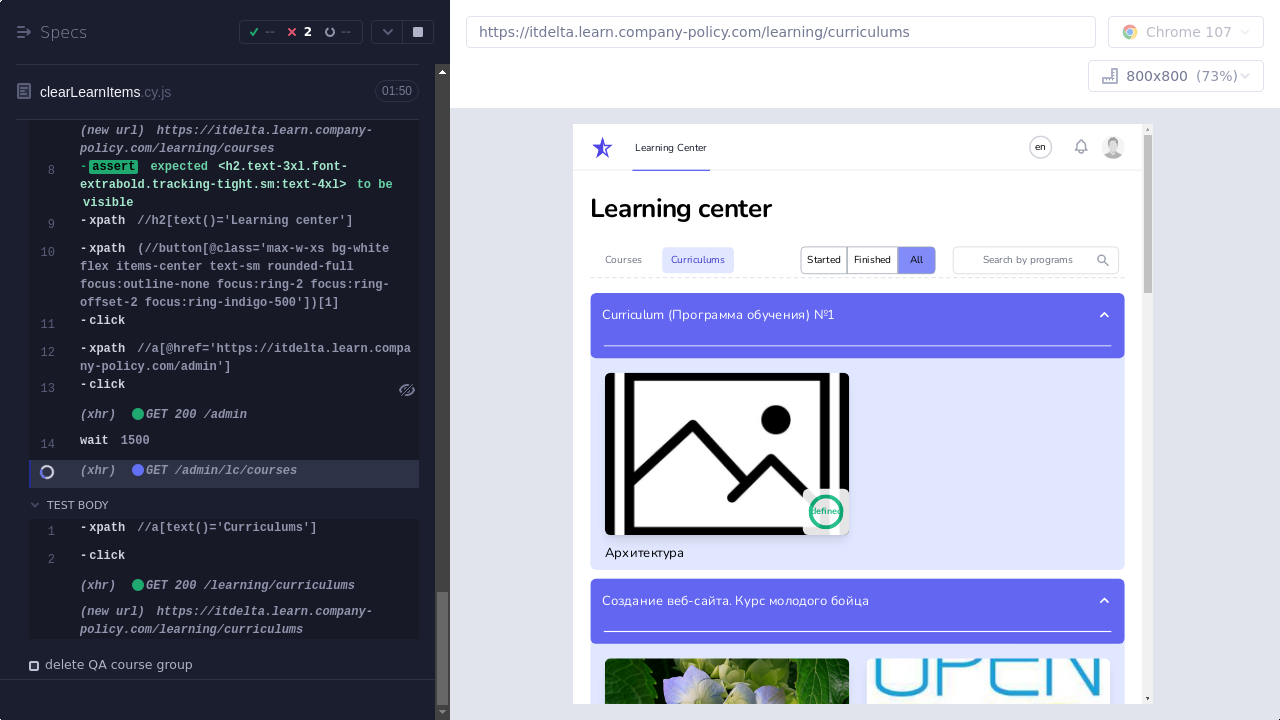 Specs
-- 2 --
clearLearnItems.cy.js
01:50
(new url) https://itdelta.learn.company-
policy.com/learning/courses
8 -assert expected <h2.text-3xl.font-
extrabold.tracking-tight.sm:text-4xl> to be
visible
9 -xpath //h2[text()='Learning center']
10 -xpath (//button[@class='max-w-xs bg-white
flex items-center text-sm rounded-full
focus:outline-none focus:ring-2 focus:ring-
offset-2 focus:ring-indigo-500'])[1]
11 -click
12 -xpath //a[@href='https://itdelta.learn.compa
ny-policy.com/admin']
13 -click
(xhr) GET 200 /admin
14 wait 1500
(xhr) GET /admin/lc/courses
TEST BODY
1 -xpath //a[text()='Curriculums']
2 -click
(xhr) GET 200 /learning/curriculums
(new url) https://itdelta.learn.company-
policy.com/learning/curriculums
delete QA course group
https://itdelta.learn.company-policy.com/learning/curriculums
Chrome 107
800x800 (73%)
Learning Center
en
Learning center
Courses Curriculums Started Finished All Search by programs
Curriculum (Программа обучения) №1
defined
Архитектура
Создание веб-сайта. Курс молодого бойца
OPEN